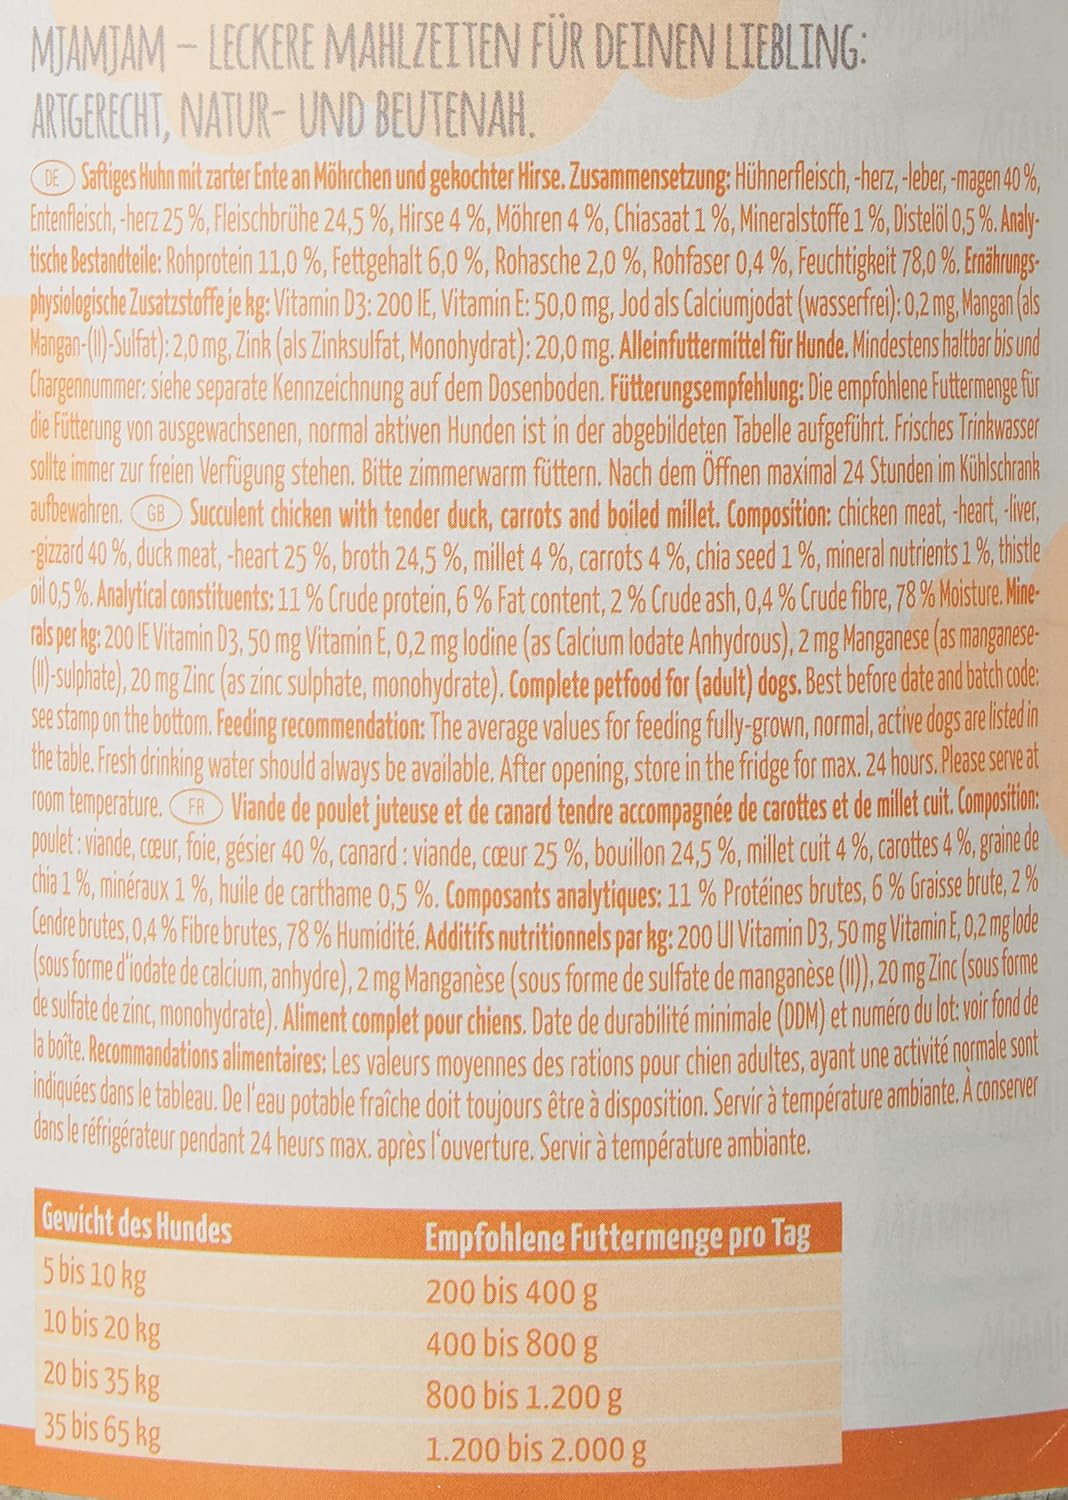 MJAMJAM – LECKERE MAHLZEITEN FÜR DEINEN LIEBLING:
ARTGERECHT, NATUR- UND BEUTENAH.
DE Saftiges Huhn mit zarter Ente an Möhrchen und gekochter Hirse. Zusammensetzung: Hühnerfleisch, -herz, -leber, -magen 40 %,
Entenfleisch, -herz 25 %, Fleischbrühe 24,5 %, Hirse 4 %, Möhren 4 %, Chiasaat 1 %, Mineralstoffe 1 %, Distelöl 0,5 %. Analy-
tische Bestandteile: Rohprotein 11,0 %, Fettgehalt 6,0 %, Rohasche 2,0 %, Rohfaser 0,4 %, Feuchtigkeit 78,0 %. Ernährungs-
physiologische Zusatzstoffe je kg: Vitamin D3: 200 IE, Vitamin E: 50,0 mg, Jod als Calciumjodat (wasserfrei): 0,2 mg, Mangan (als
Mangan-(II)-Sulfat): 2,0 mg, Zink (als Zinksulfat, Monohydrat): 20,0 mg. Alleinfuttermittel für Hunde. Mindestens haltbar bis und
Chargennummer: siehe separate Kennzeichnung auf dem Dosenboden. Fütterungsempfehlung: Die empfohlene Futtermenge für
die Fütterung von ausgewachsenen, normal aktiven Hunden ist in der abgebildeten Tabelle aufgeführt. Frisches Trinkwasser
sollte immer zur freien Verfügung stehen. Bitte zimmerwarm füttern. Nach dem Öffnen maximal 24 Stunden im Kühlschrank
aufbewahren. GB Succulent chicken with tender duck, carrots and boiled millet. Composition: chicken meat, -heart, -liver,
-gizzard 40 %, duck meat, -heart 25 %, broth 24,5 %, millet 4 %, carrots 4 %, chia seed 1 %, mineral nutrients 1 %, thistle
oil 0,5 %. Analytical constituents: 11 % Crude protein, 6 % Fat content, 2 % Crude ash, 0,4 % Crude fibre, 78 % Moisture. Mine-
rals per kg: 200 IE Vitamin D3, 50 mg Vitamin E, 0,2 mg Iodine (as Calcium Iodate Anhydrous), 2 mg Manganese (as manganese-
(II)-sulphate), 20 mg Zinc (as zinc sulphate, monohydrate). Complete petfood for (adult) dogs. Best before date and batch code:
see stamp on the bottom. Feeding recommendation: The average values for feeding fully-grown, normal, active dogs are listed in
the table. Fresh drinking water should always be available. After opening, store in the fridge for max. 24 hours. Please serve at
room temperature. FR Viande de poulet juteuse et de canard tendre accompagnée de carottes et de millet cuit. Composition:
poulet : viande, cœur, foie, gésier 40 %, canard : viande, cœur 25 %, bouillon 24,5 %, millet cuit 4 %, carottes 4 %, graine de
chia 1 %, minéraux 1 %, huile de carthame 0,5 %. Composants analytiques: 11 % Protéines brutes, 6 % Graisse brute, 2 %
Cendre brutes, 0,4 % Fibre brutes, 78 % Humidité. Additifs nutritionnels par kg: 200 UI Vitamin D3, 50 mg Vitamin E, 0,2 mg Iode
(sous forme d'iodate de calcium, anhydre), 2 mg Manganèse (sous forme de sulfate de manganèse (II)), 20 mg Zinc (sous forme
de sulfate de zinc, monohydrate). Aliment complet pour chiens. Date de durabilité minimale (DDM) et numéro du lot: voir fond de
la boîte. Recommandations alimentaires: Les valeurs moyennes des rations pour chien adultes, ayant une activité normale sont
indiquées dans le tableau. De l'eau potable fraîche doit toujours être à disposition. Servir à température ambiante. À conserver
dans le réfrigérateur pendant 24 heurs max. après l'ouverture. Servir à température ambiante.
Gewicht des Hundes Empfohlene Futtermenge pro Tag
5 bis 10 kg 200 bis 400 g
10 bis 20 kg 400 bis 800 g
20 bis 35 kg 800 bis 1.200 g
35 bis 65 kg 1.200 bis 2.000 g